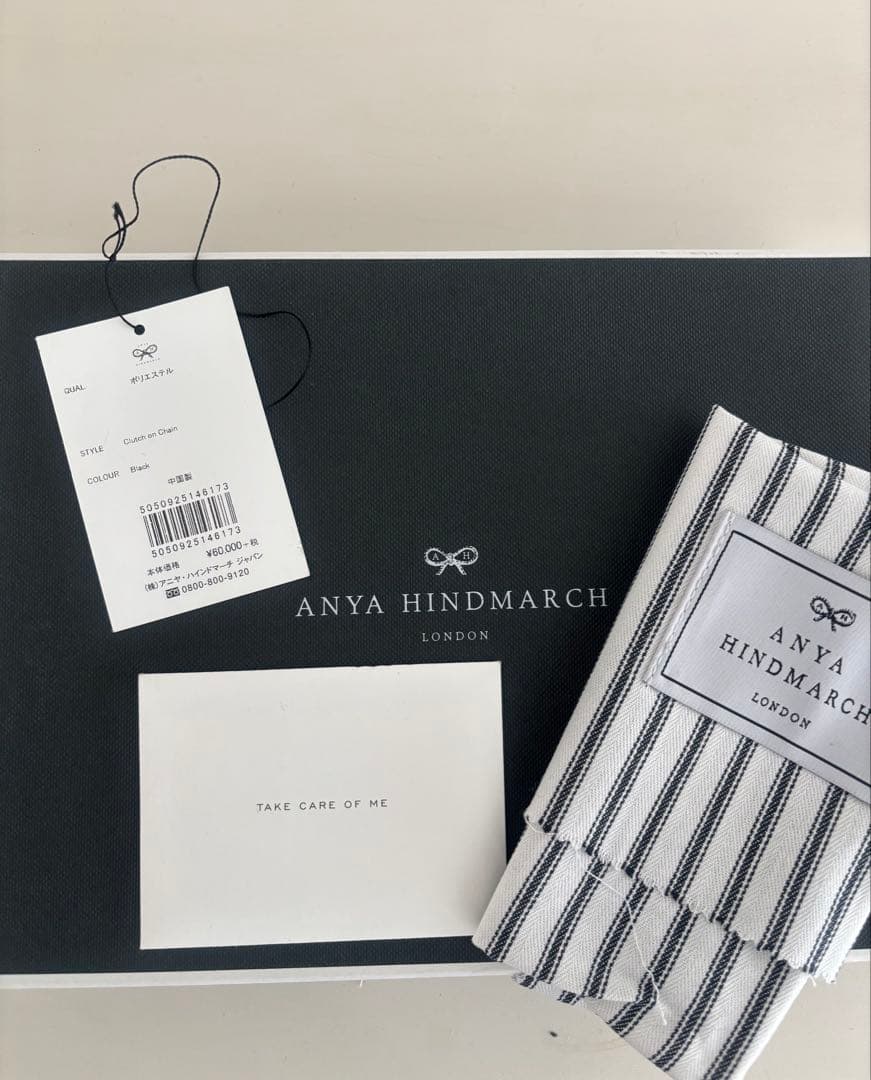 ANYA
HINDMARCH
QUAL. ポリエステル
STYLE Clutch on Chain
COLOUR Black
中国製
5050925146173
5050925146173
本体価格 ¥60,000+税
(株)アニヤ・ハインドマーチ ジャパン
0800-800-9120
A H
ANYA HINDMARCH
LONDON
TAKE CARE OF ME
A H
ANYA
HINDMARCH
LONDON